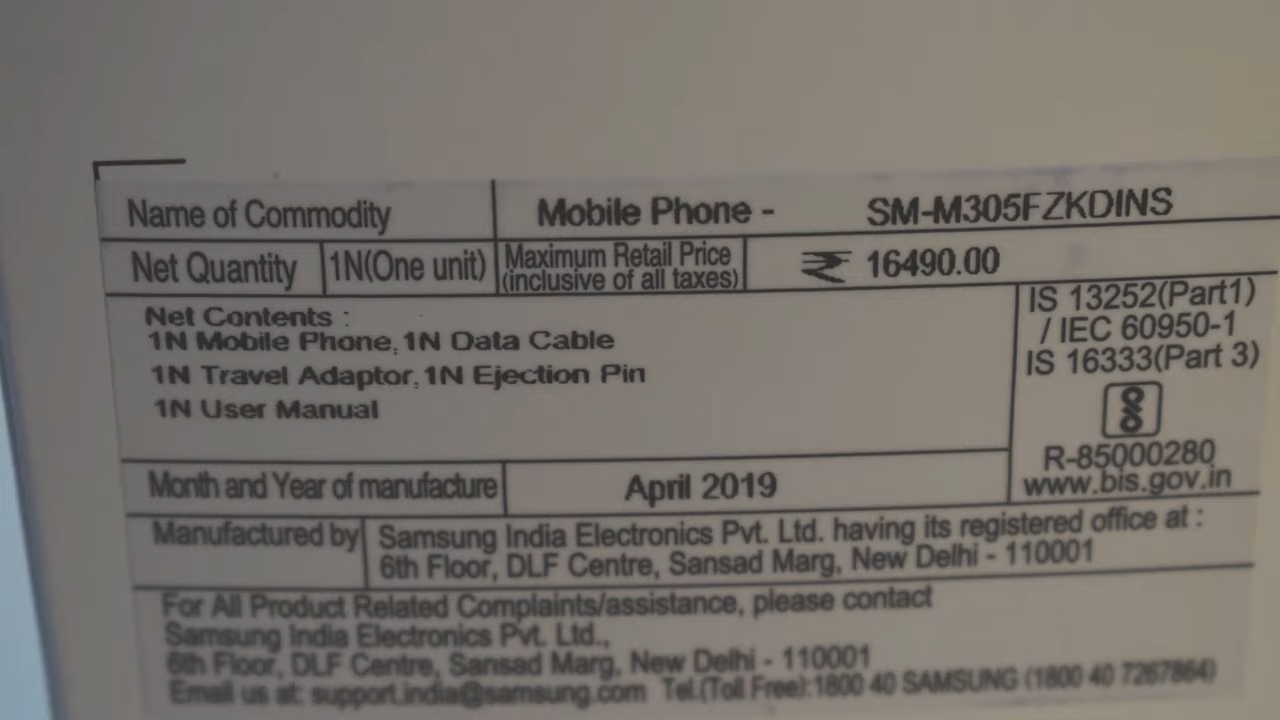 Name of Commodity Mobile Phone - SM-M305FZKDINS
Net Quantity 1N(One unit) Maximum Retail Price (inclusive of all taxes) ₹ 16490.00
Net Contents :
1N Mobile Phone, 1N Data Cable
1N Travel Adaptor, 1N Ejection Pin
1N User Manual
IS 13252(Part1)
/ IEC 60950-1
IS 16333(Part 3)
R-85000280
www.bis.gov.in
Month and Year of manufacture April 2019
Manufactured by Samsung India Electronics Pvt. Ltd. having its registered office at :
6th Floor, DLF Centre, Sansad Marg, New Delhi - 110001
For All Product Related Complaints/assistance, please contact
Samsung India Electronics Pvt. Ltd.,
6th Floor, DLF Centre, Sansad Marg, New Delhi - 110001
Email us at: support.india@samsung.com Tel.(Toll Free):1800 40 SAMSUNG (1800 40 7267864)